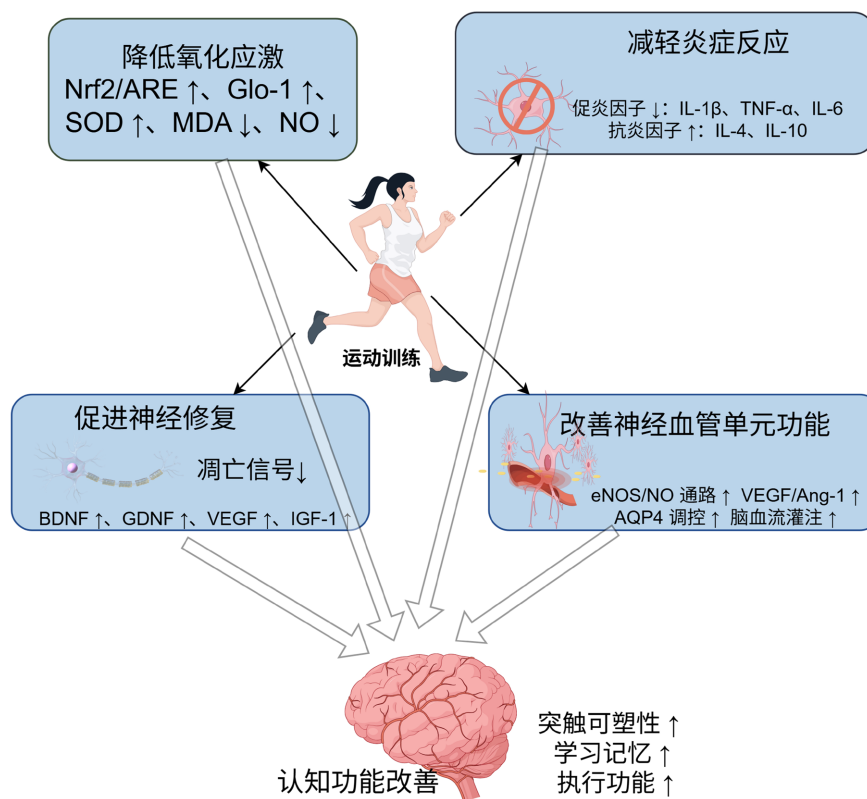 降低氧化应激
Nrf2/ARE ↑、Glo-1 ↑、
SOD ↑、MDA ↓、NO ↓
减轻炎症反应
促炎因子 ↓：IL-1β、TNF-α、IL-6
抗炎因子 ↑：IL-4、IL-10
运动训练
促进神经修复
凋亡信号↓
BDNF ↑、GDNF ↑、VEGF ↑、IGF-1 ↑
改善神经血管单元功能
eNOS/NO 通路 ↑ VEGF/Ang-1 ↑
AQP4 调控 ↑ 脑血流灌注 ↑
认知功能改善
突触可塑性 ↑
学习记忆 ↑
执行功能 ↑